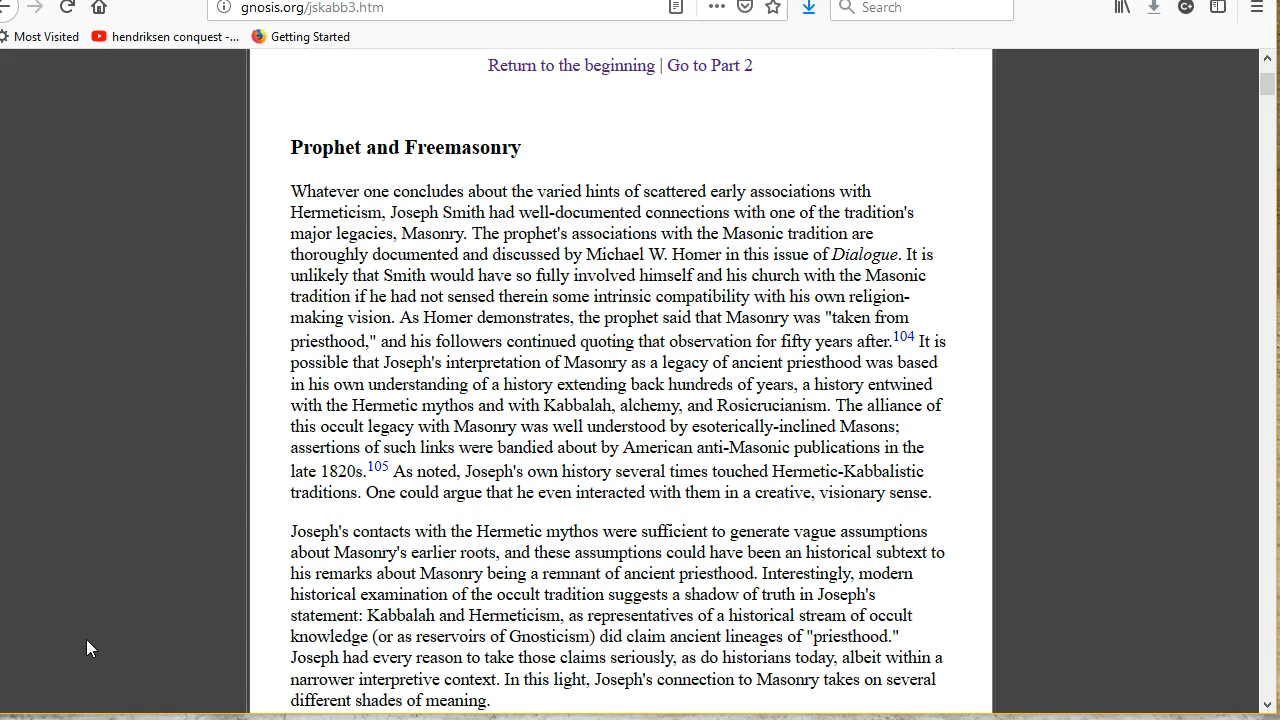 gnosis.org/jskabb3.htm
Search
Most Visited
hendriksen conquest -...
Getting Started
Return to the beginning | Go to Part 2
Prophet and Freemasonry
Whatever one concludes about the varied hints of scattered early associations with
Hermeticism, Joseph Smith had well-documented connections with one of the tradition's
major legacies, Masonry. The prophet's associations with the Masonic tradition are
thoroughly documented and discussed by Michael W. Homer in this issue of Dialogue. It is
unlikely that Smith would have so fully involved himself and his church with the Masonic
tradition if he had not sensed therein some intrinsic compatibility with his own religion-
making vision. As Homer demonstrates, the prophet said that Masonry was "taken from
priesthood," and his followers continued quoting that observation for fifty years after.104 It is
possible that Joseph's interpretation of Masonry as a legacy of ancient priesthood was based
in his own understanding of a history extending back hundreds of years, a history entwined
with the Hermetic mythos and with Kabbalah, alchemy, and Rosicrucianism. The alliance of
this occult legacy with Masonry was well understood by esoterically-inclined Masons;
assertions of such links were bandied about by American anti-Masonic publications in the
late 1820s.105 As noted, Joseph's own history several times touched Hermetic-Kabbalistic
traditions. One could argue that he even interacted with them in a creative, visionary sense.
Joseph's contacts with the Hermetic mythos were sufficient to generate vague assumptions
about Masonry's earlier roots, and these assumptions could have been an historical subtext to
his remarks about Masonry being a remnant of ancient priesthood. Interestingly, modern
historical examination of the occult tradition suggests a shadow of truth in Joseph's
statement: Kabbalah and Hermeticism, as representatives of a historical stream of occult
knowledge (or as reservoirs of Gnosticism) did claim ancient lineages of "priesthood."
Joseph had every reason to take those claims seriously, as do historians today, albeit within a
narrower interpretive context. In this light, Joseph's connection to Masonry takes on several
different shades of meaning.